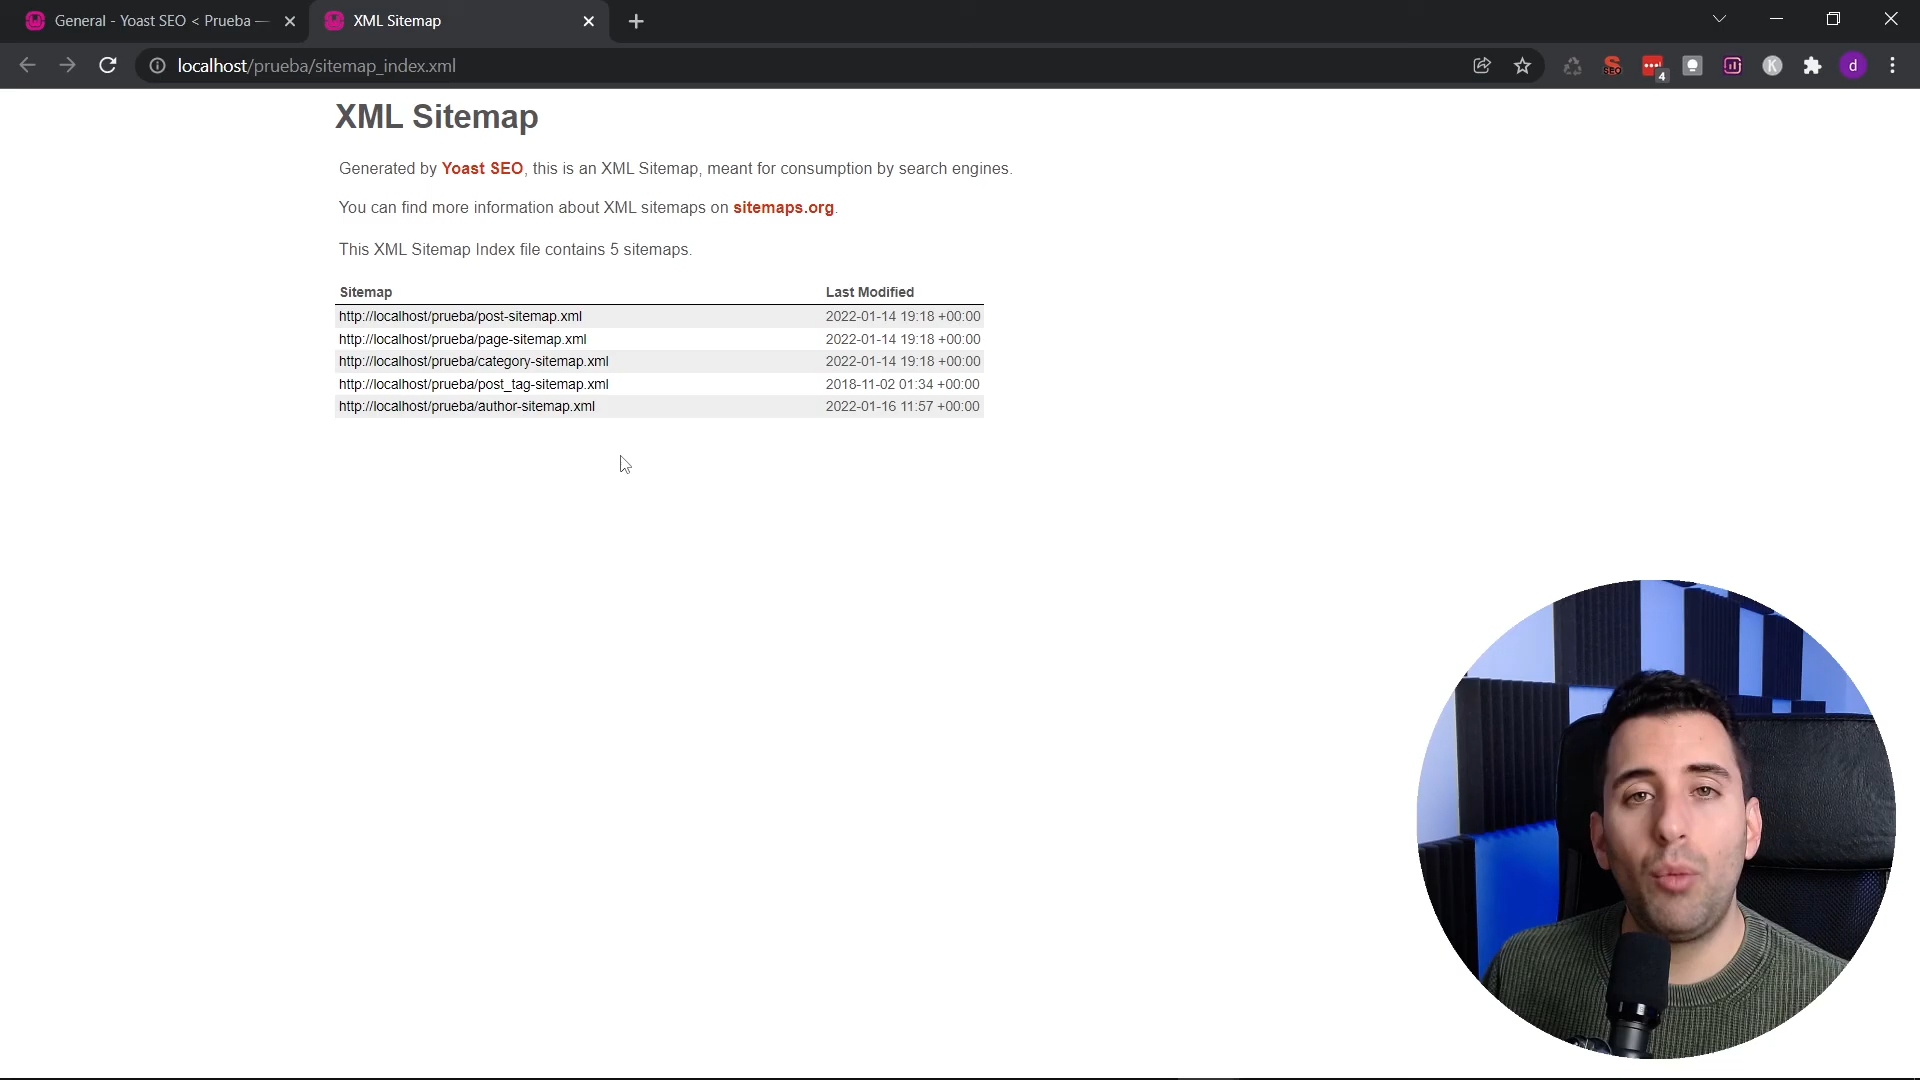 General - Yoast SEO < Prueba —
XML Sitemap
localhost/prueba/sitemap_index.xml
SEO
4
K
d
XML Sitemap
Generated by Yoast SEO, this is an XML Sitemap, meant for consumption by search engines.
You can find more information about XML sitemaps on sitemaps.org.
This XML Sitemap Index file contains 5 sitemaps.
Sitemap Last Modified
http://localhost/prueba/post-sitemap.xml 2022-01-14 19:18 +00:00
http://localhost/prueba/page-sitemap.xml 2022-01-14 19:18 +00:00
http://localhost/prueba/category-sitemap.xml 2022-01-14 19:18 +00:00
http://localhost/prueba/post_tag-sitemap.xml 2018-11-02 01:34 +00:00
http://localhost/prueba/author-sitemap.xml 2022-01-16 11:57 +00:00